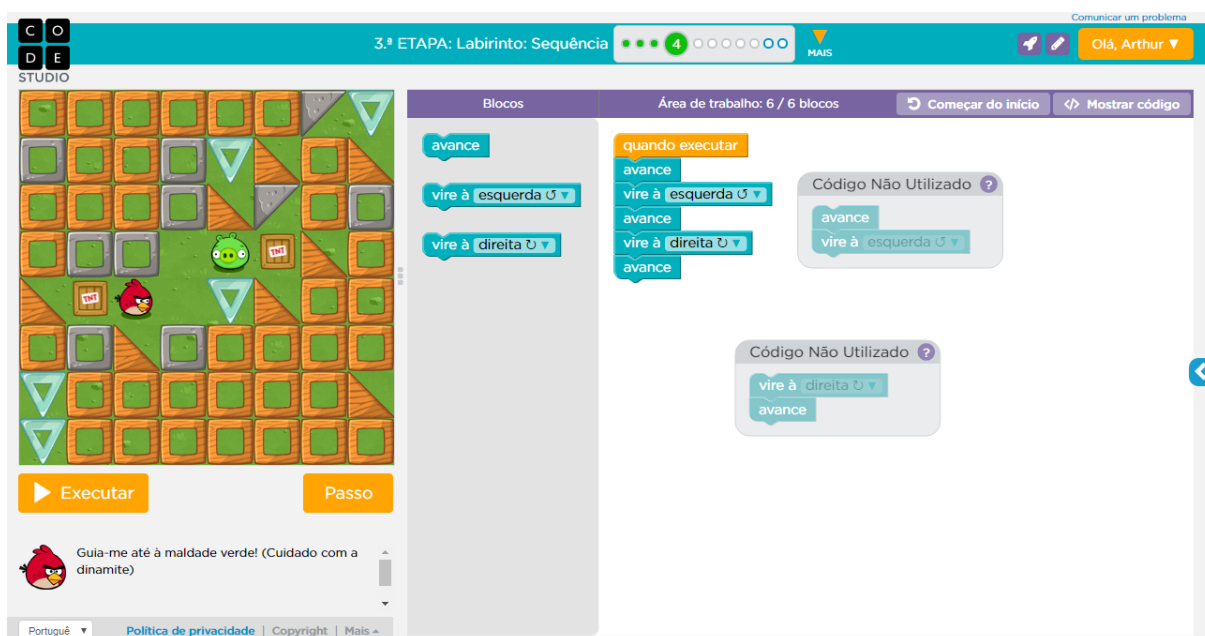 Comunicar um problema
C O
D E
STUDIO
3.ª ETAPA: Labirinto: Sequência
4
MAIS
Olá, Arthur ▼
Blocos
Área de trabalho: 6 / 6 blocos
Começar do início
</> Mostrar código
avance
vire à esquerda ↺ ▼
vire à direita ↻ ▼
quando executar
avance
vire à esquerda ↺ ▼
avance
vire à direita ↻ ▼
avance
Código Não Utilizado ?
avance
vire à esquerda ↺ ▼
Código Não Utilizado ?
vire à direita ↻ ▼
avance
TNT
TNT
Executar
Passo
Guia-me até à maldade verde! (Cuidado com a
dinamite)
Portuguê ▼
Política de privacidade | Copyright | Mais ▲